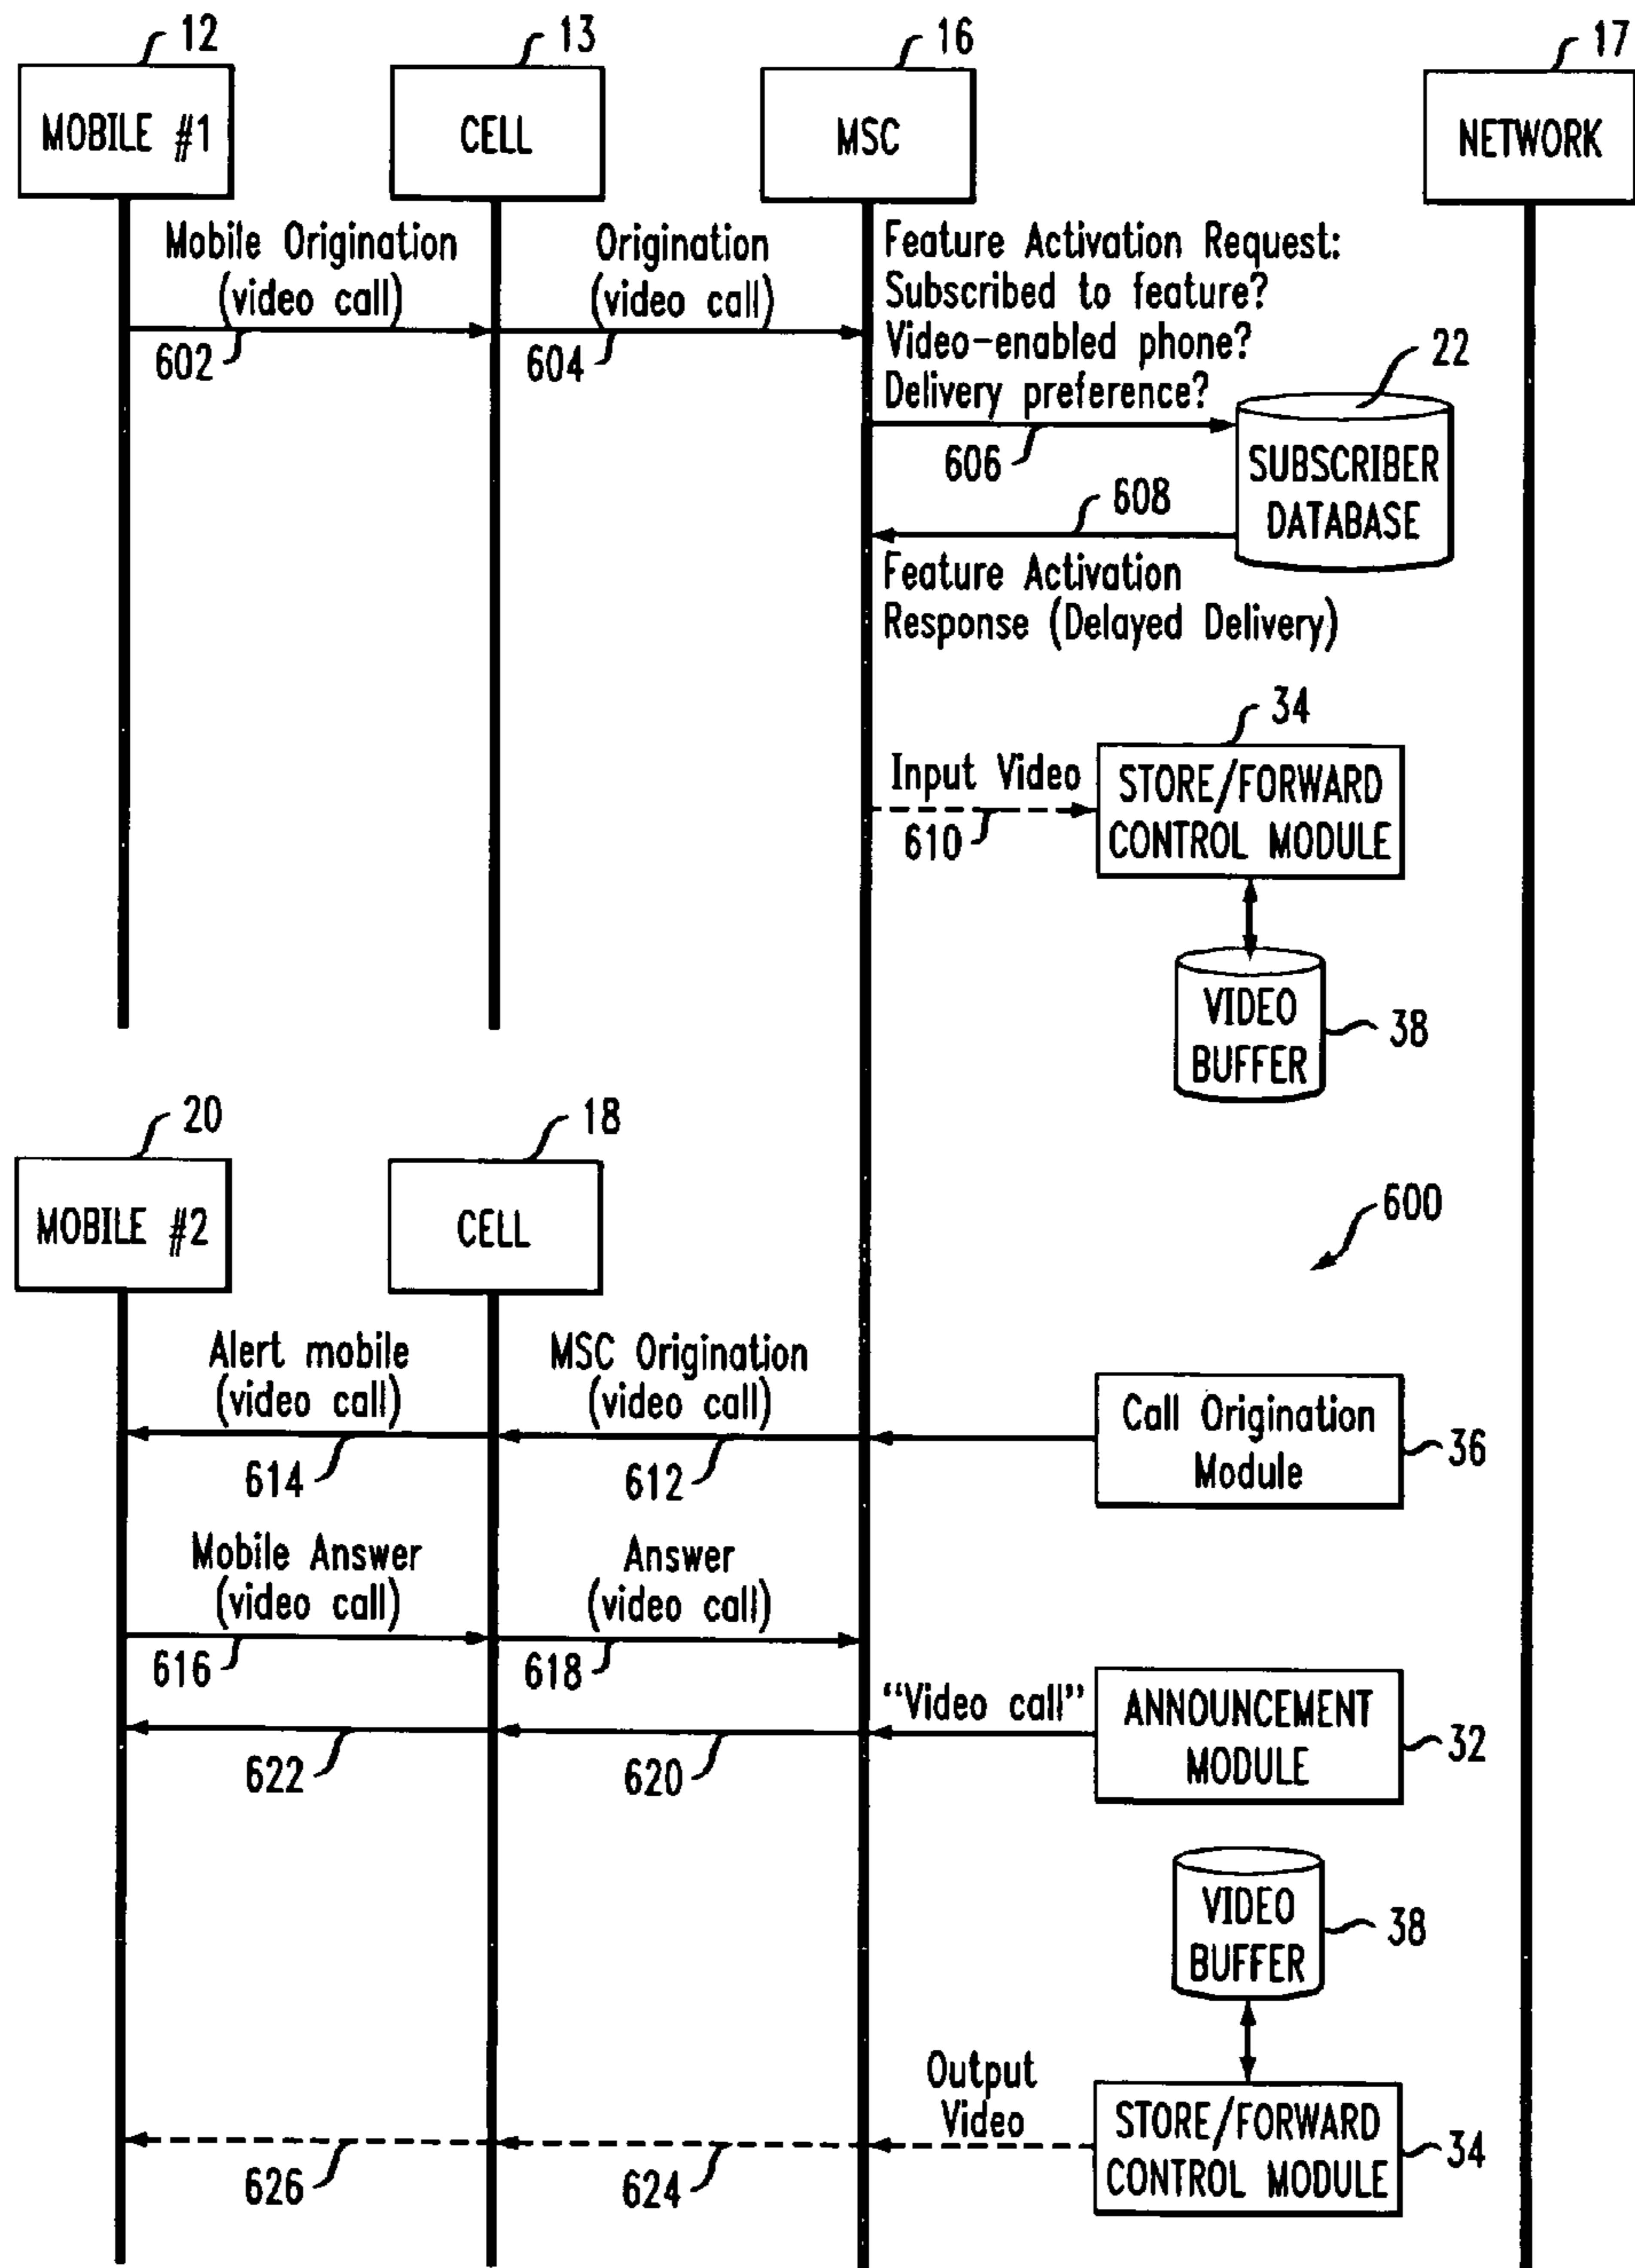 12
13
16
17
MOBILE #1
CELL
MSC
NETWORK
Mobile Origination
(video call)
602
Origination
(video call)
604
Feature Activation Request:
Subscribed to feature?
Video-enabled phone?
Delivery preference?
606
22
SUBSCRIBER
DATABASE
608
Feature Activation
Response (Delayed Delivery)
34
Input Video
610
STORE/FORWARD
CONTROL MODULE
VIDEO
BUFFER
38
20
18
MOBILE #2
CELL
600
Alert mobile
(video call)
614
MSC Origination
(video call)
612
Call Origination
Module
36
Mobile Answer
(video call)
616
Answer
(video call)
618
"Video call"
ANNOUNCEMENT
MODULE
32
622
620
VIDEO
BUFFER
38
Output
Video
STORE/FORWARD
CONTROL MODULE
34
626
624